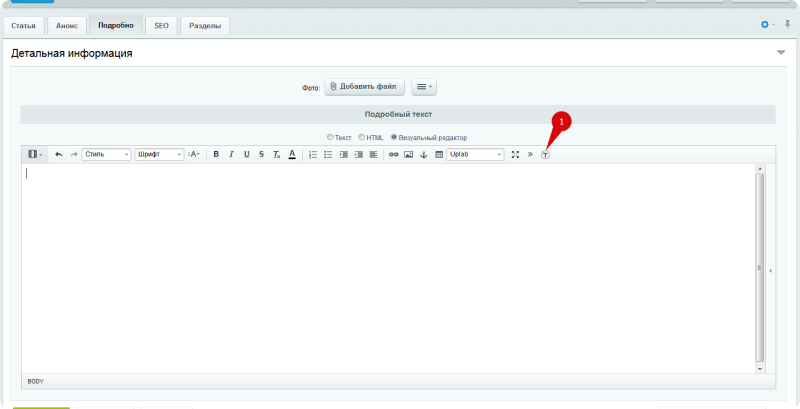 Статья Анонс Подробно SEO Разделы
Детальная информация
Фото: Добавить файл
Подробный текст
1
Текст HTML Визуальный редактор
Стиль Шрифт A B I U S Tx A Uplab » T
BODY